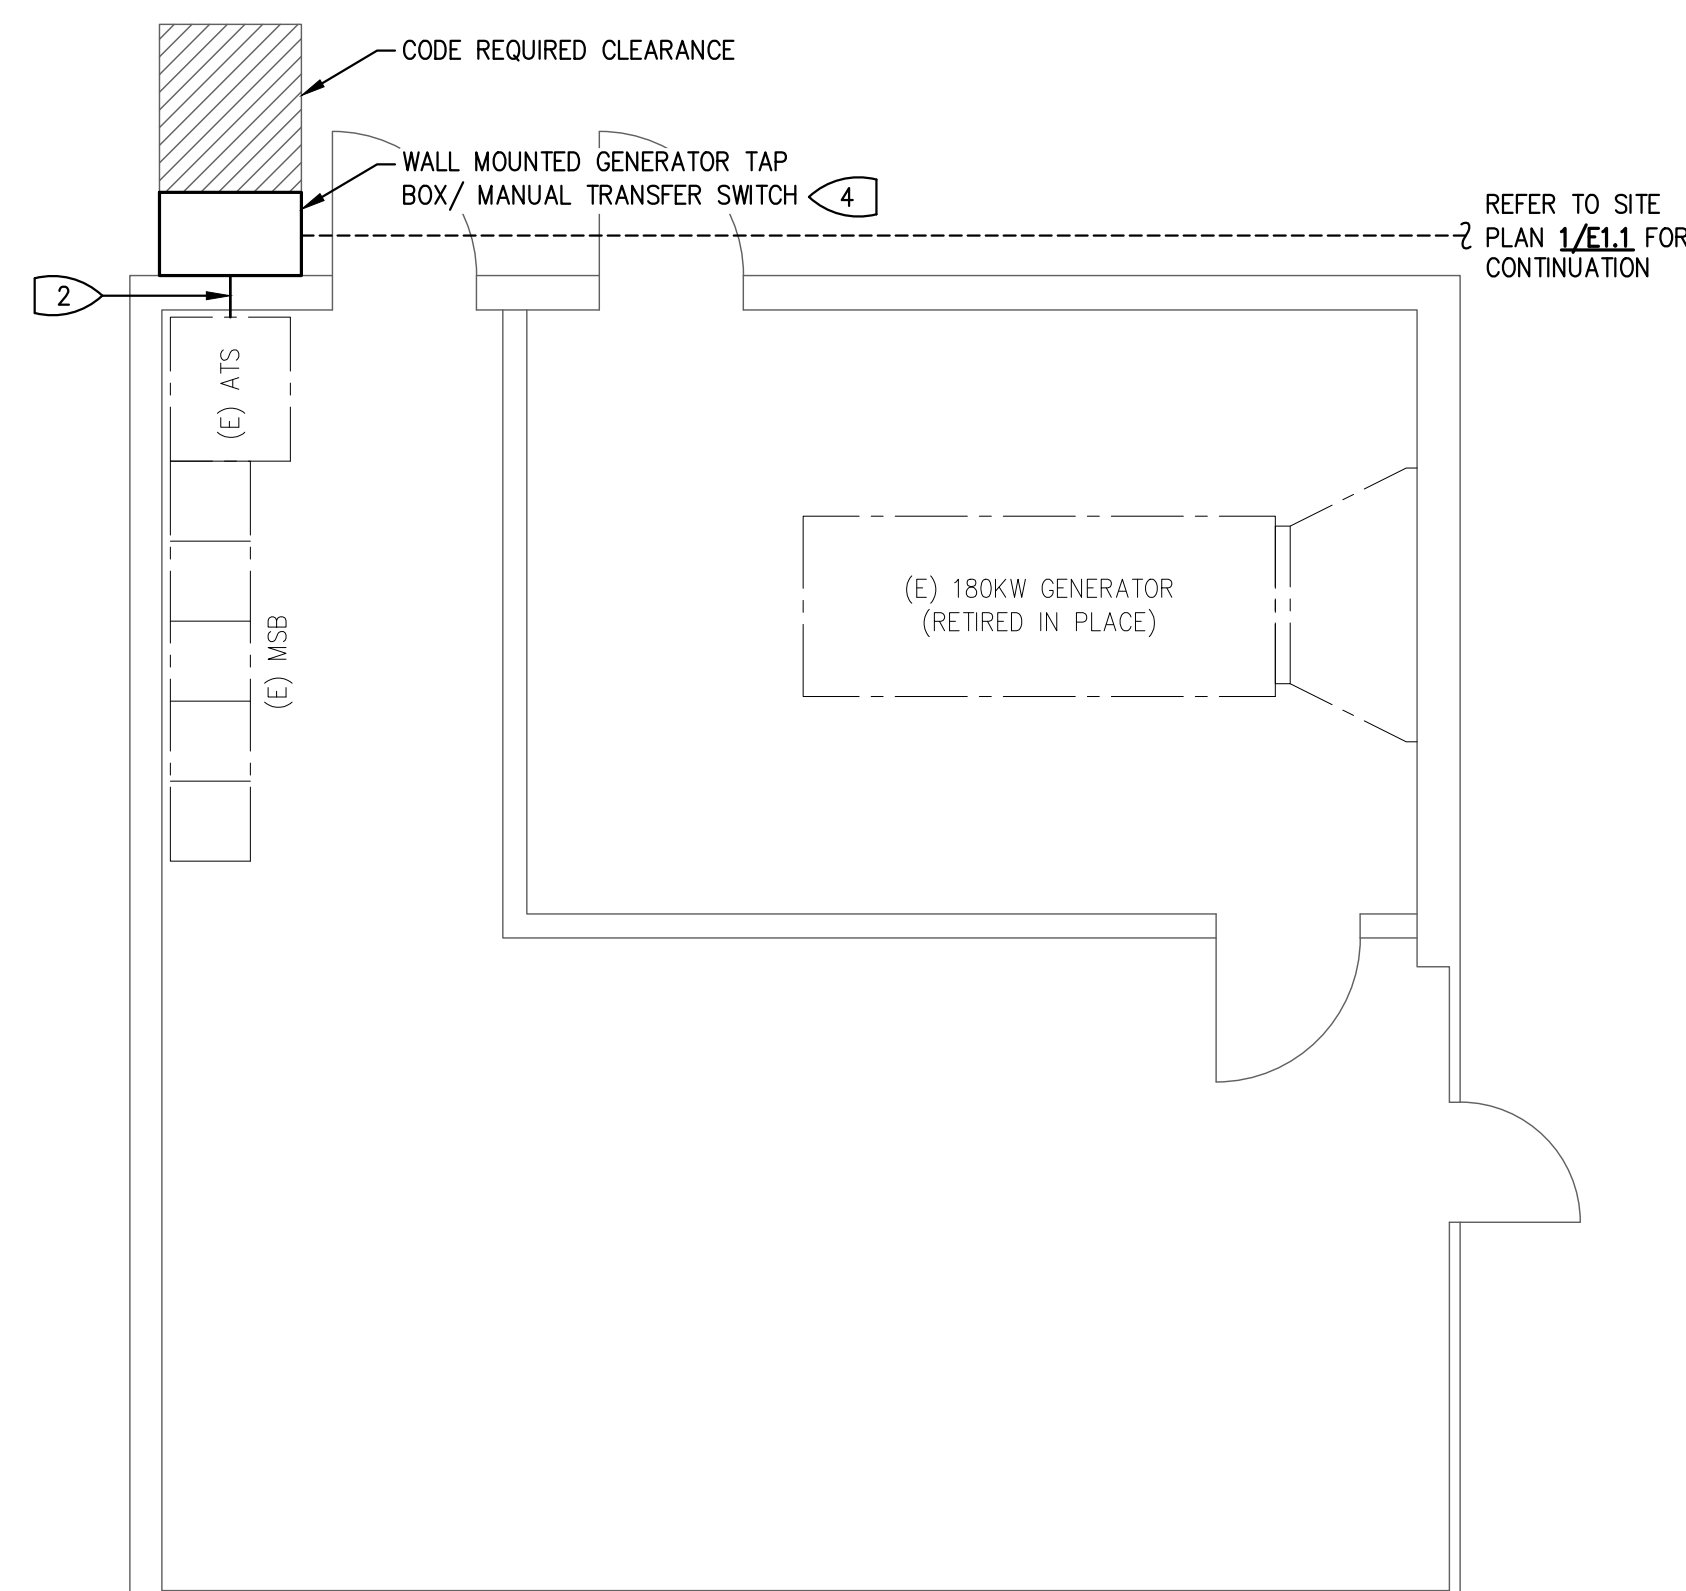 CODE REQUIRED CLEARANCE
WALL MOUNTED GENERATOR TAP
BOX/ MANUAL TRANSFER SWITCH 4
REFER TO SITE
PLAN 1/E1.1 FOR
CONTINUATION
2
(E) ATS
(E) MSB
(E) 180KW GENERATOR
(RETIRED IN PLACE)